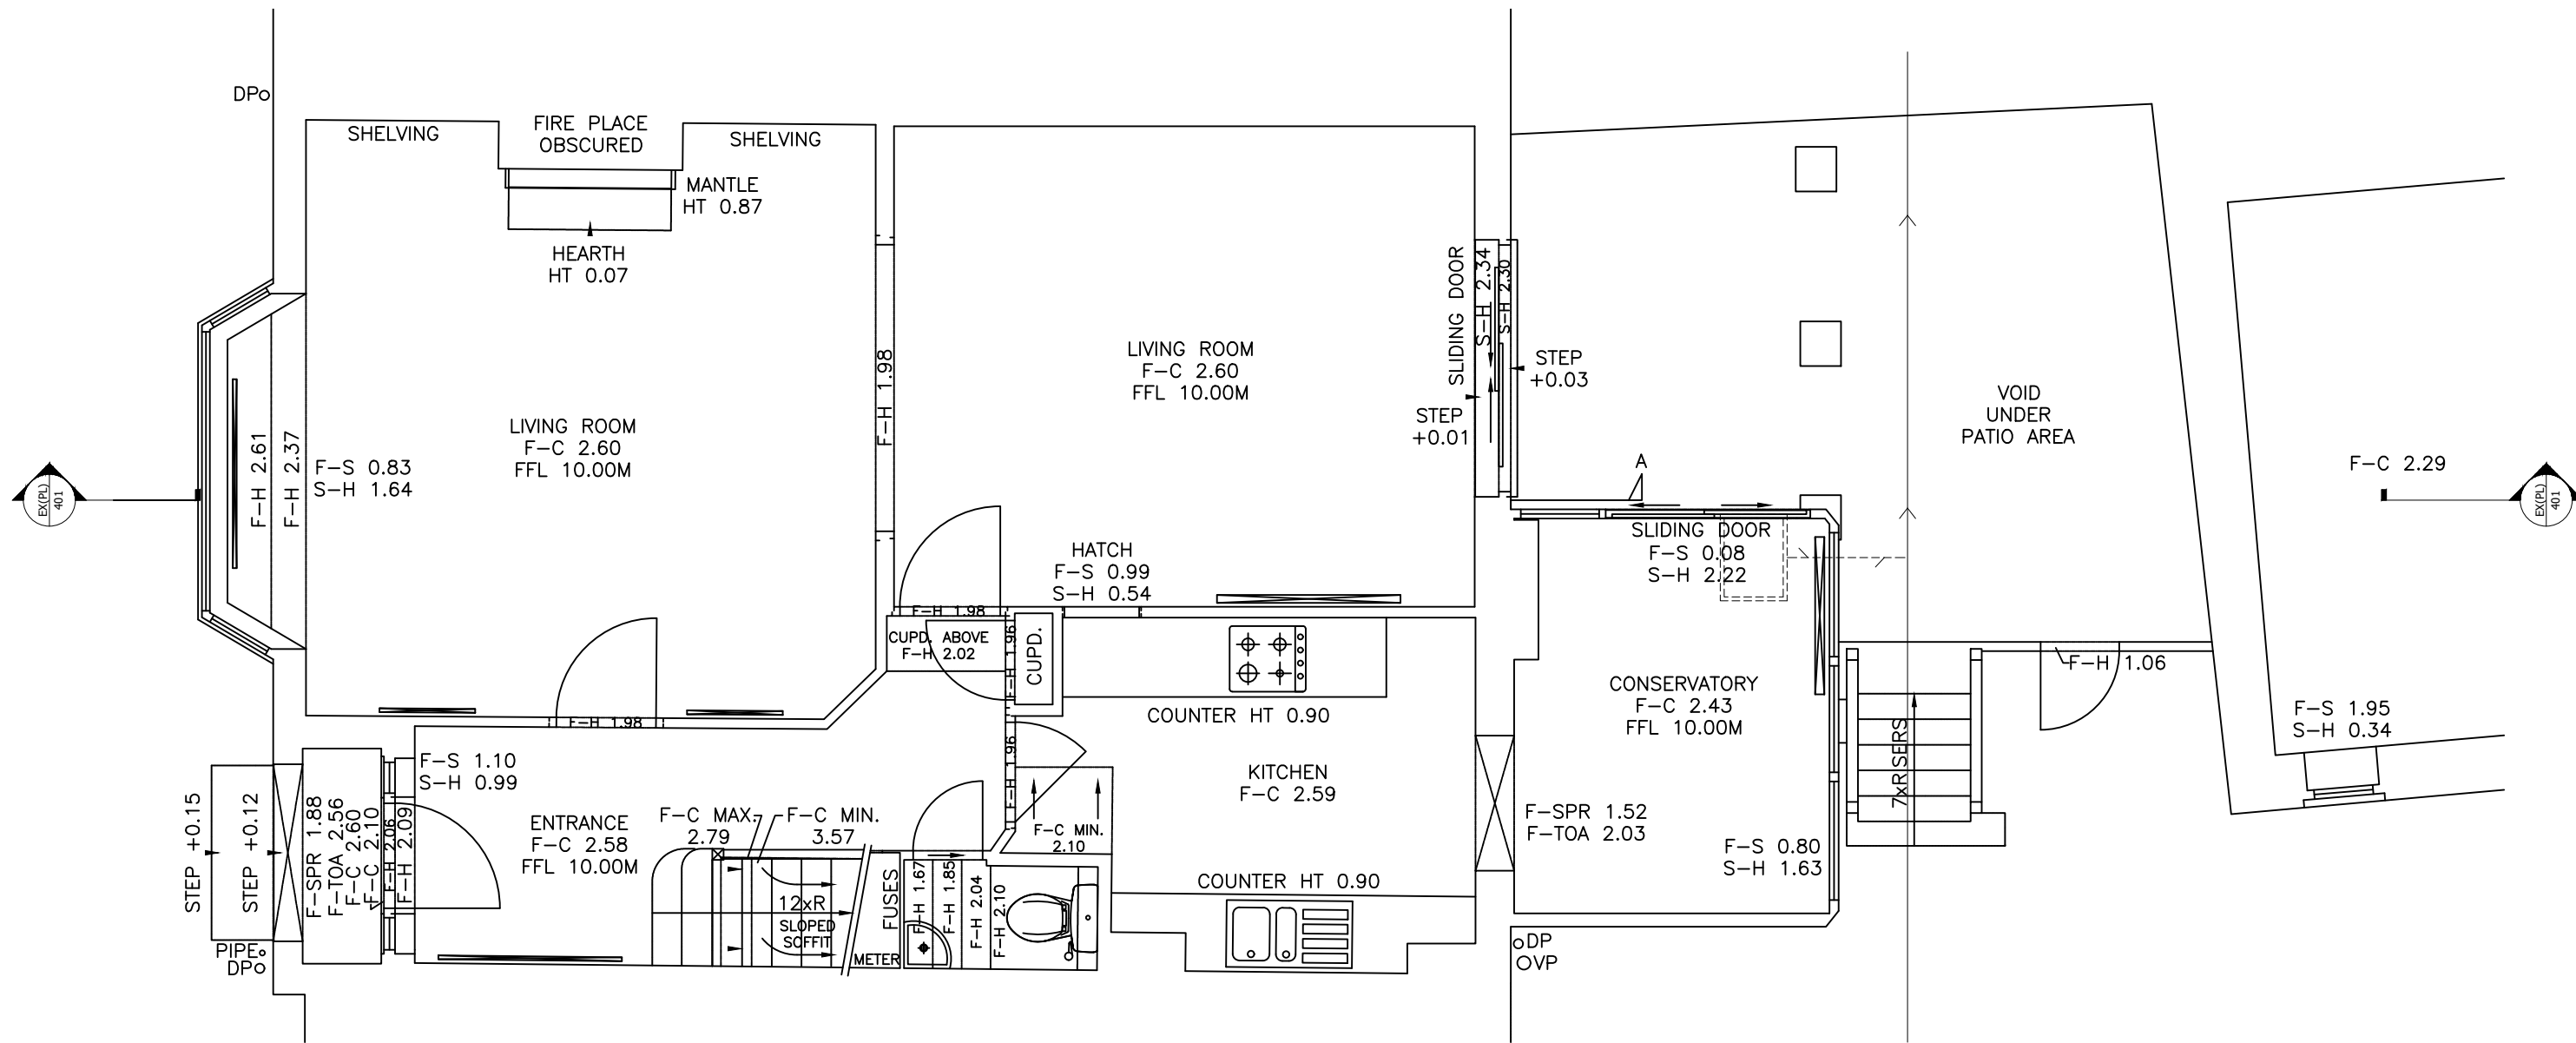 DP
SHELVING
FIRE PLACE
OBSCURED
SHELVING
MANTLE
HT 0.87
HEARTH
HT 0.07
LIVING ROOM
F-C 2.60
FFL 10.00M
F-H 2.61
F-H 2.37
F-S 0.83
S-H 1.64
EX(PL)
401
F-H 1.98
LIVING ROOM
F-C 2.60
FFL 10.00M
SLIDING DOOR
S-H 2.34
S-H 2.30
STEP
+0.03
STEP
+0.01
VOID
UNDER
PATIO AREA
F-C 2.29
EX(PL)
401
A
SLIDING DOOR
F-S 0.08
S-H 2.22
HATCH
F-S 0.99
S-H 0.54
F-H 1.98
CUPD. ABOVE
F-H 2.02
F-H 1.96
CUPD.
F-H 1.98
F-H 1.96
COUNTER HT 0.90
KITCHEN
F-C 2.59
F-C MIN.
2.10
COUNTER HT 0.90
CONSERVATORY
F-C 2.43
FFL 10.00M
F-SPR 1.52
F-TOA 2.03
F-S 0.80
S-H 1.63
7xRISERS
F-H 1.06
F-S 1.95
S-H 0.34
STEP +0.15
STEP +0.12
F-SPR 1.88
F-TOA 2.56
F-C 2.60
F-C 2.10
F-H 2.06
F-H 2.09
F-S 1.10
S-H 0.99
ENTRANCE
F-C 2.58
FFL 10.00M
F-C MAX.
2.79
F-C MIN.
3.57
12xR
SLOPED
SOFFIT
FUSES
METER
F-H 1.67
F-H 1.85
F-H 2.04
F-H 2.10
PIPE
DP
DP
VP